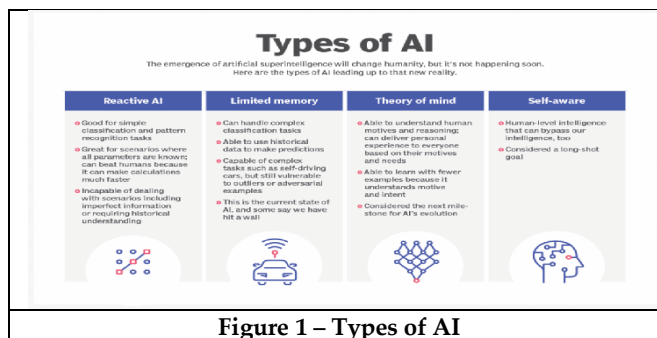 Types of AI
The emergence of artificial superintelligence will change humanity, but it's not happening soon.
Here are the types of AI leading up to that new reality.
Reactive AI
Good for simple
classification and pattern
recognition tasks
Great for scenarios where
all parameters are known;
can beat humans because
it can make calculations
much faster
Incapable of dealing
with scenarios including
imperfect information
or requiring historical
understanding
Limited memory
Can handle complex
classification tasks
Able to use historical
data to make predictions
Capable of complex
tasks such as self-driving
cars, but still vulnerable
to outliers or adversarial
examples
This is the current state of
AI, and some say we have
hit a wall
Theory of mind
Able to understand human
motives and reasoning;
can deliver personal
experience to everyone
based on their motives
and needs
Able to learn with fewer
examples because it
understands motive
and intent
Considered the next mile-
stone for AI's evolution
Self-aware
Human-level intelligence
that can bypass our
intelligence, too
Considered a long-shot
goal
Figure 1 – Types of AI